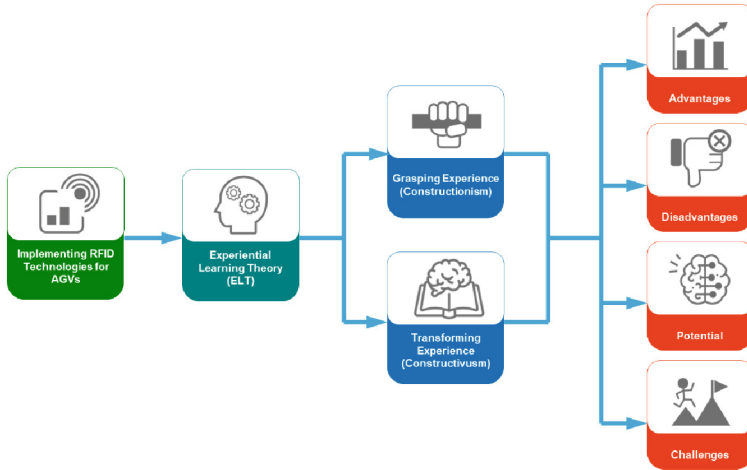 Implementing RFID
Technologies for
AGVs
Experiential
Learning Theory
(ELT)
Grasping Experience
(Constructionism)
Transforming
Experience
(Constructivusm)
Advantages
Disadvantages
Potential
Challenges